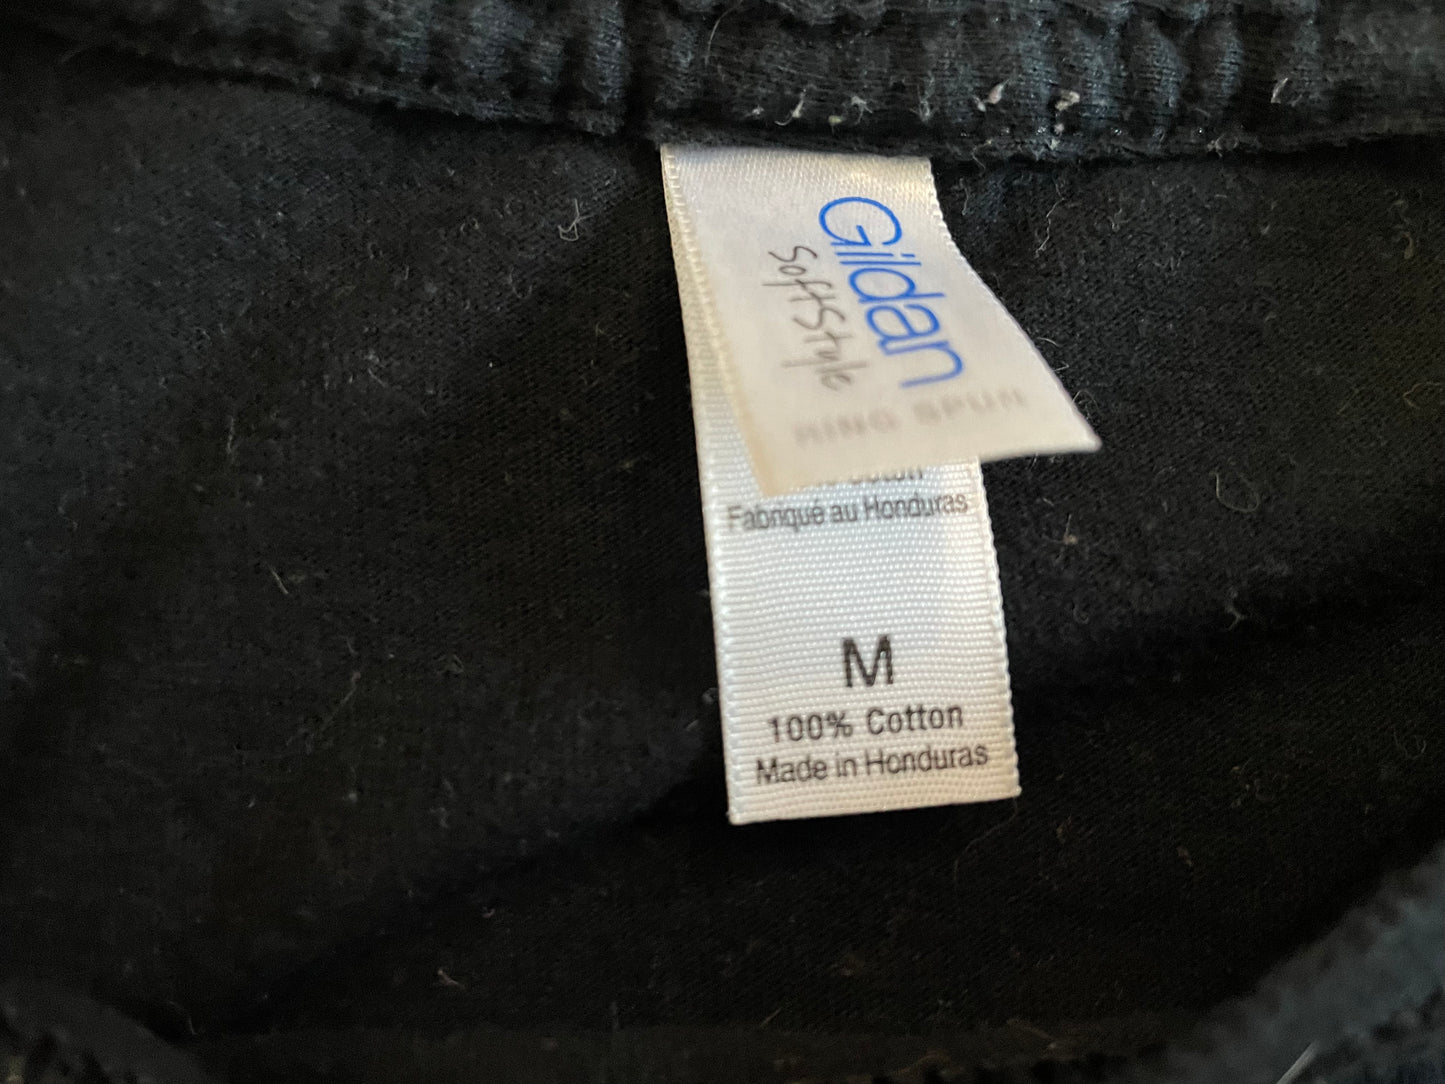 Gildan
SoftStyle
RING SPUN
Fabriqué au Honduras
M
100% Cotton
Made in Honduras